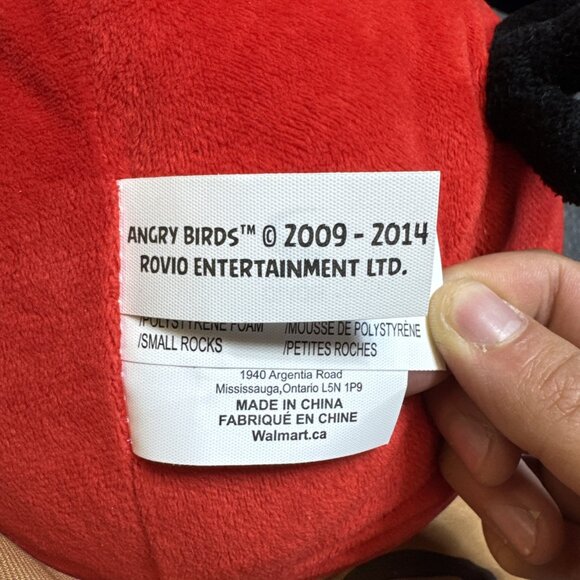 ANGRY BIRDS™ © 2009 - 2014
ROVIO ENTERTAINMENT LTD.
/POLYSTYRENE FOAM /MOUSSE DE POLYSTYRÈNE
/SMALL ROCKS /PETITES ROCHES
1940 Argentia Road
Mississauga,Ontario L5N 1P9
MADE IN CHINA
FABRIQUÉ EN CHINE
Walmart.ca